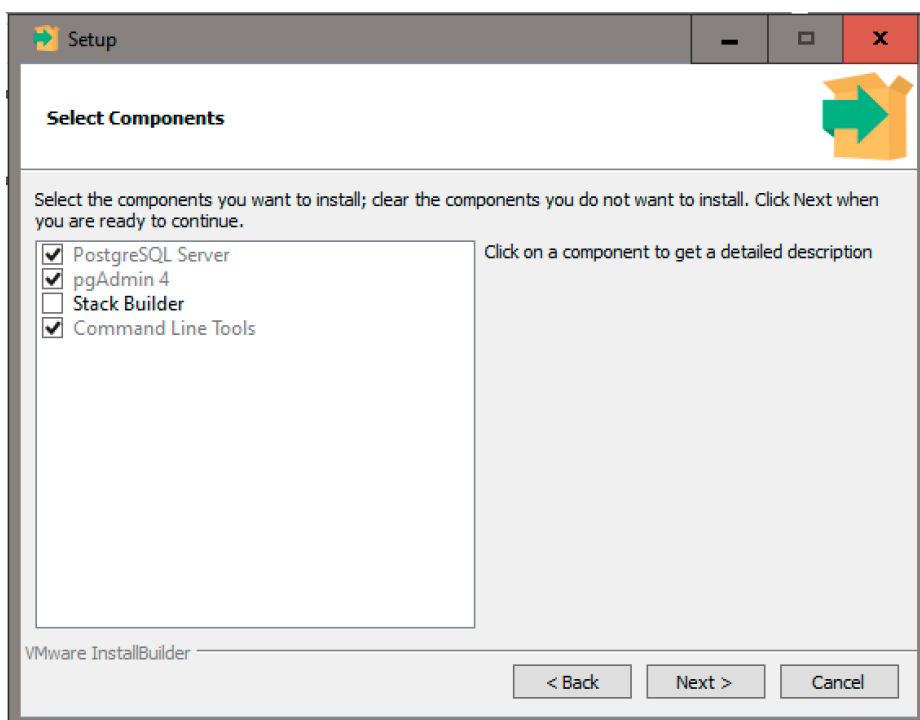 Setup
Select Components
Select the components you want to install; clear the components you do not want to install. Click Next when
you are ready to continue.
PostgreSQL Server
pgAdmin 4
Stack Builder
Command Line Tools
Click on a component to get a detailed description
VMware InstallBuilder
< Back
Next >
Cancel